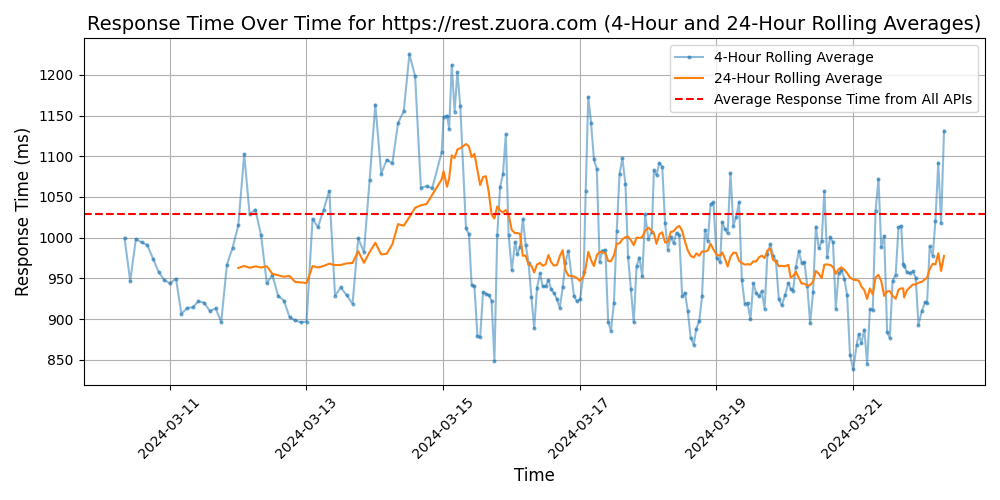 Response Time Over Time for https://rest.zuora.com (4-Hour and 24-Hour Rolling Averages)
4-Hour Rolling Average
24-Hour Rolling Average
Average Response Time from All APIs
Response Time (ms)
1200
1150
1100
1050
1000
950
900
850
2024-03-11
2024-03-13
2024-03-15
2024-03-17
2024-03-19
2024-03-21
Time